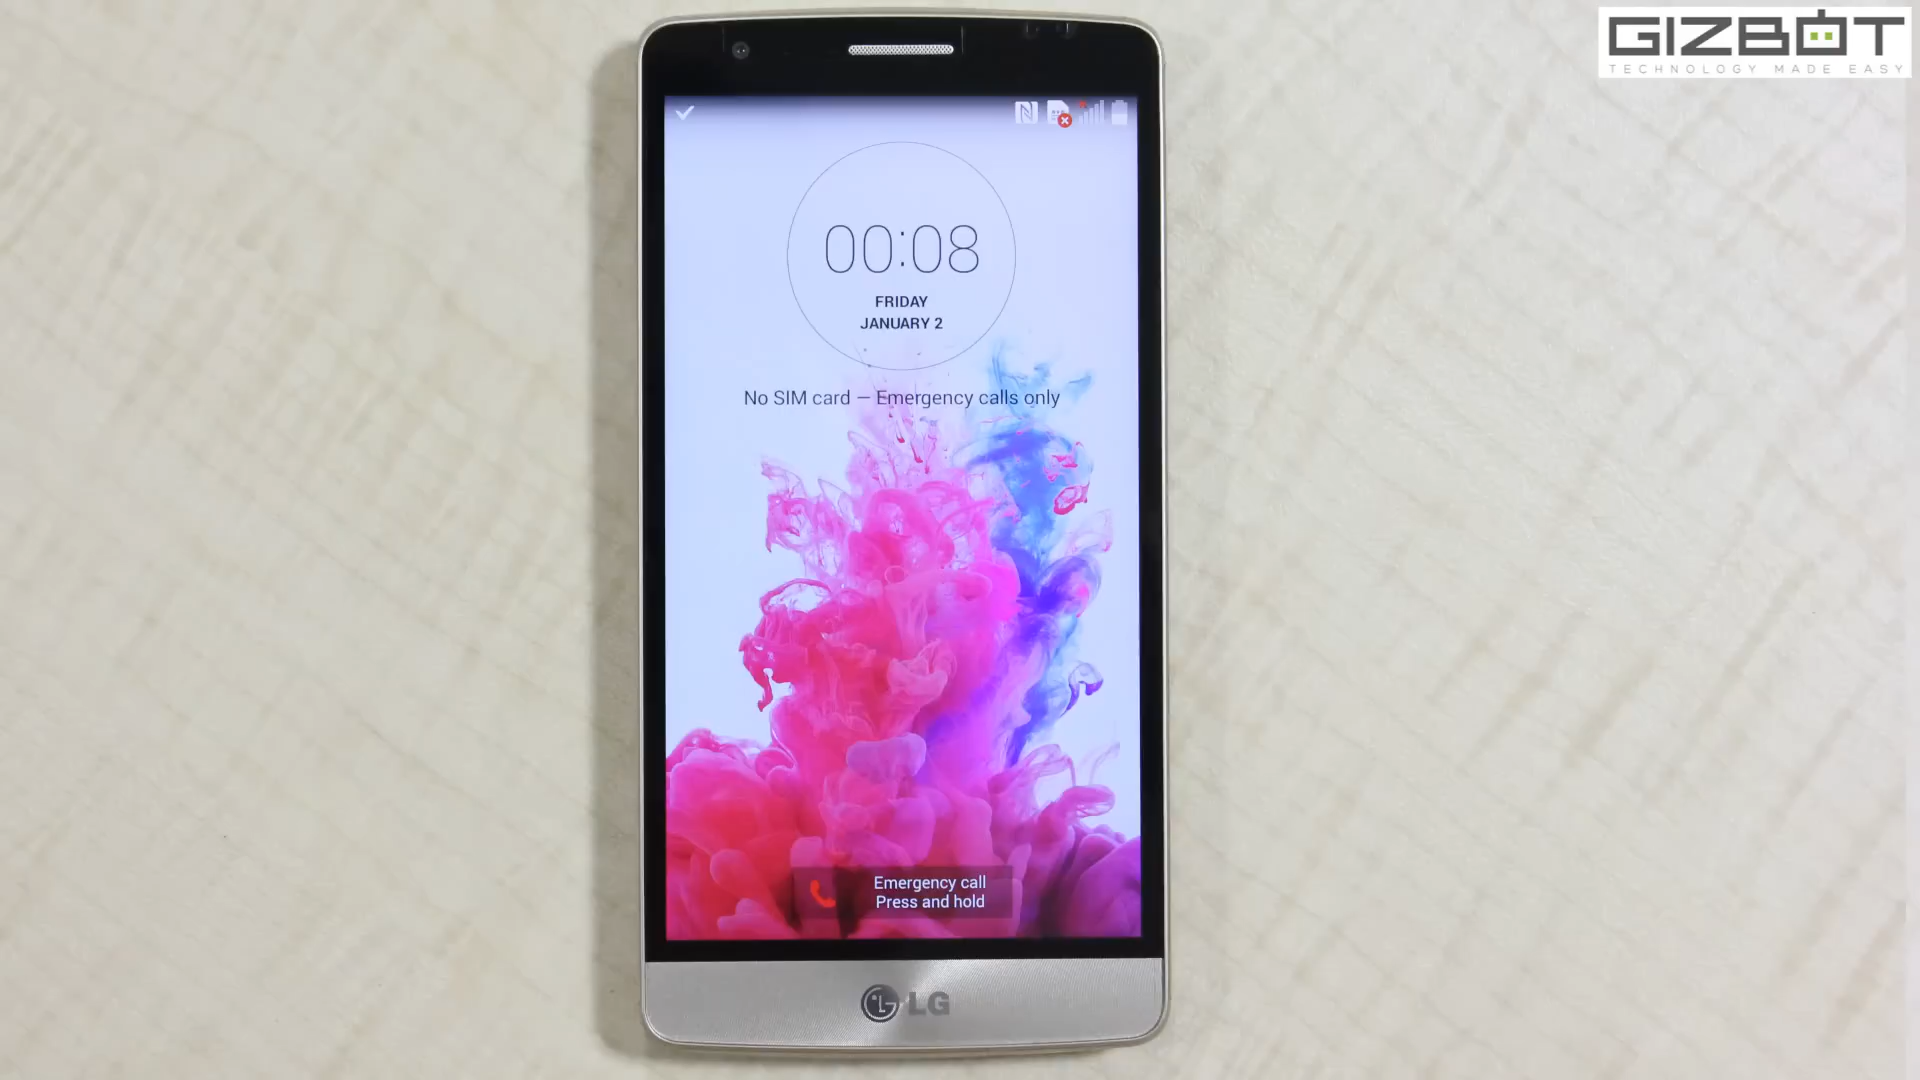 GIZBOT
TECHNOLOGY MADE EASY
00:08
FRIDAY
JANUARY 2
No SIM card – Emergency calls only
Emergency call
Press and hold
LG